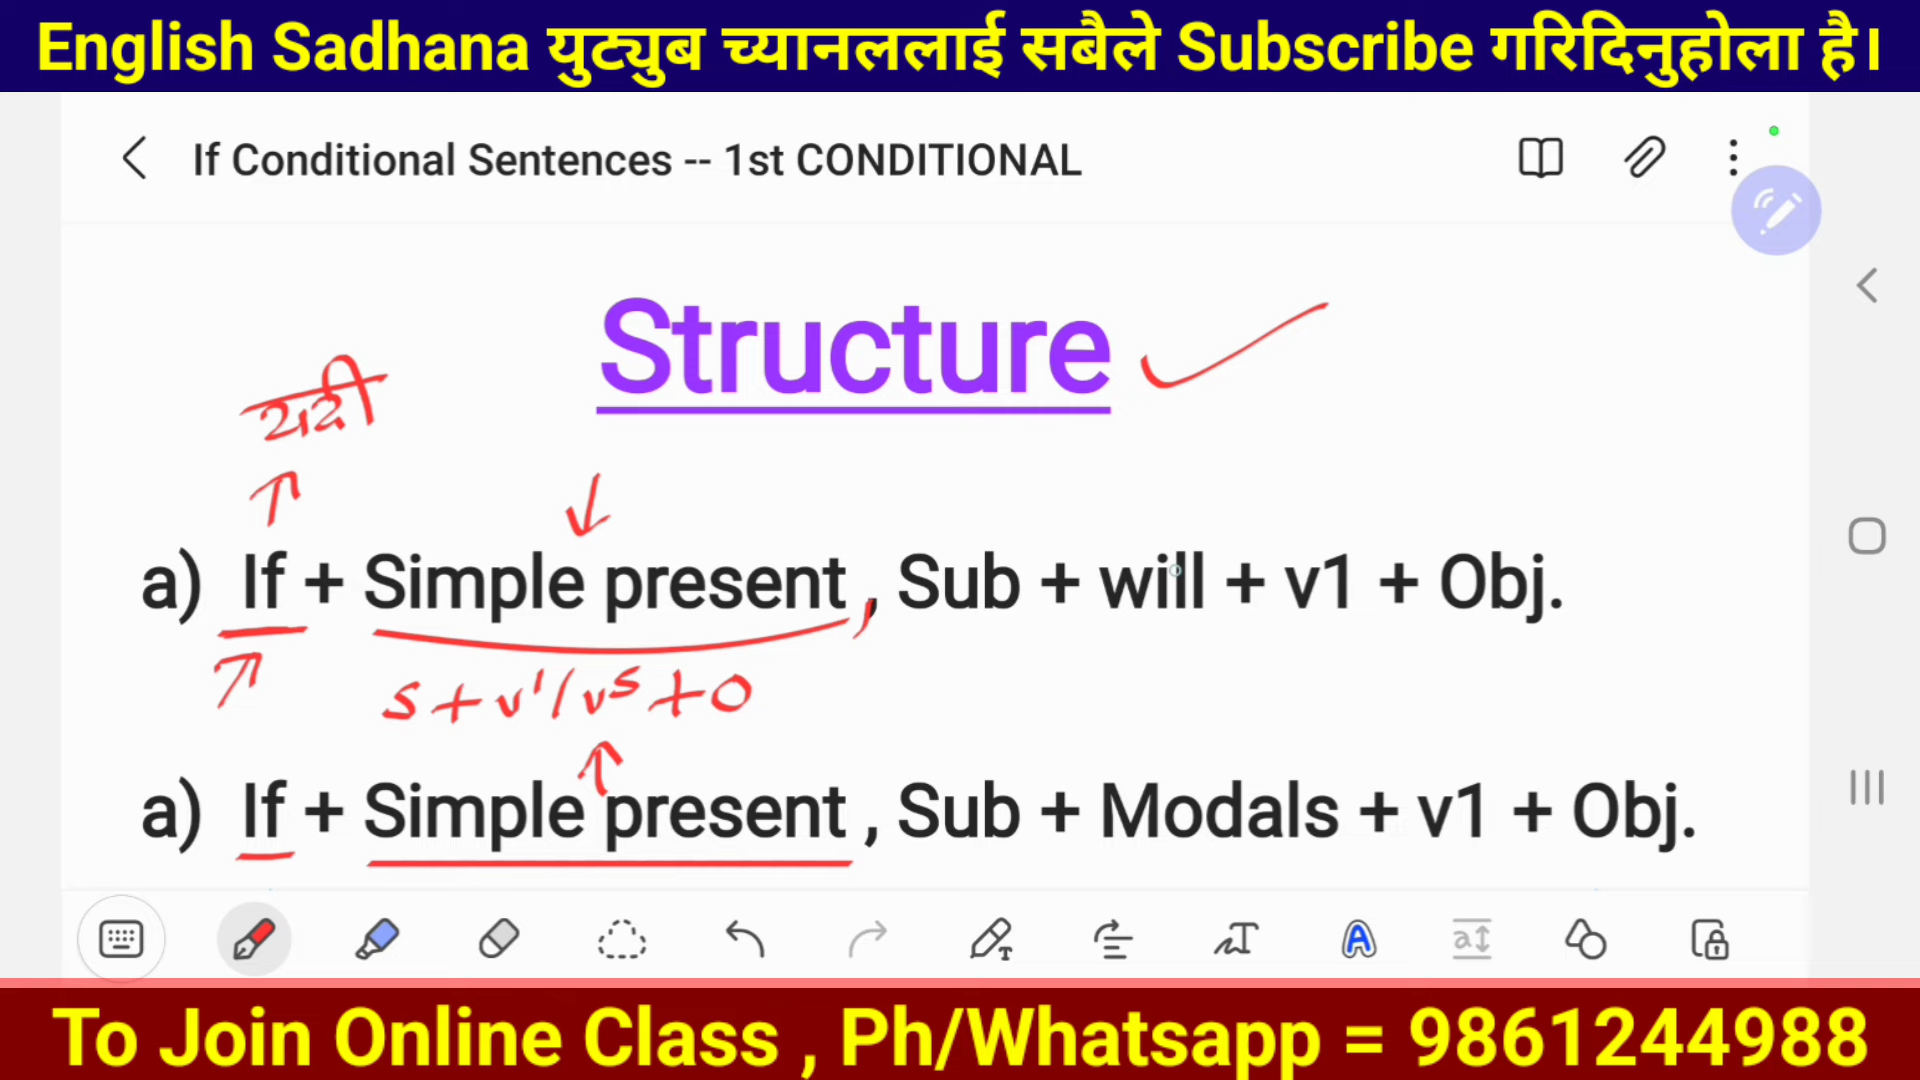 English Sadhana युट्युब च्यानललाई सबैले Subscribe गरिदिनुहोला है।
If Conditional Sentences -- 1st CONDITIONAL
Structure
यदी
a) If + Simple present, Sub + will + v1 + Obj.
S + v1/v5 + O
a) If + Simple present, Sub + Modals + v1 + Obj.
To Join Online Class , Ph/Whatsapp = 9861244988